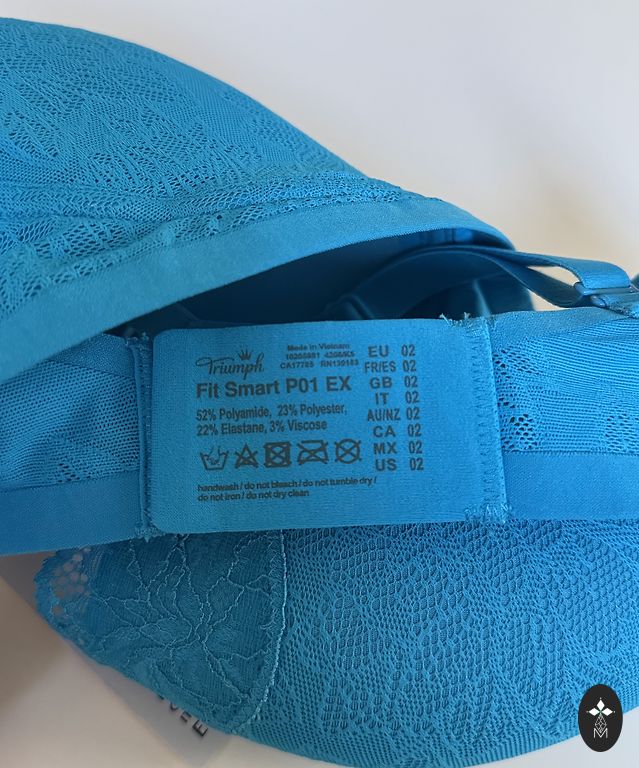 Triumph
Made in Vietnam
CA17785 RN139183
Fit Smart P01 EX
52% Polyamide, 23% Polyester,
22% Elastane, 3% Viscose
handwash / do not bleach / do not tumble dry /
do not iron / do not dry clean
EU 02
FR/ES 02
GB 02
IT 02
AU/NZ 02
CA 02
MX 02
US 02
M